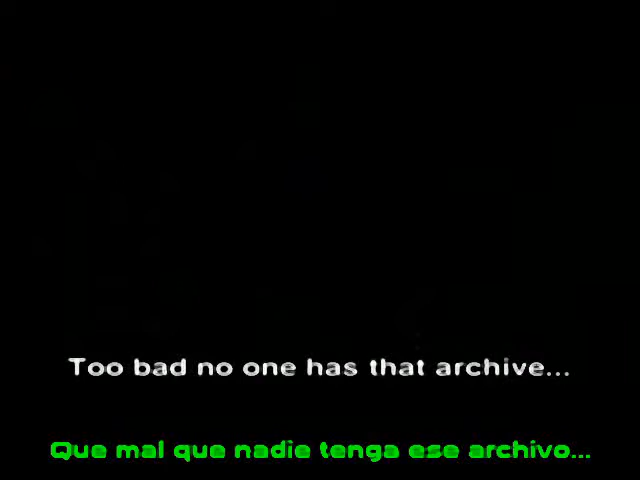 Too bad no one has that archive...
Que mal que nadie tenga ese archivo...